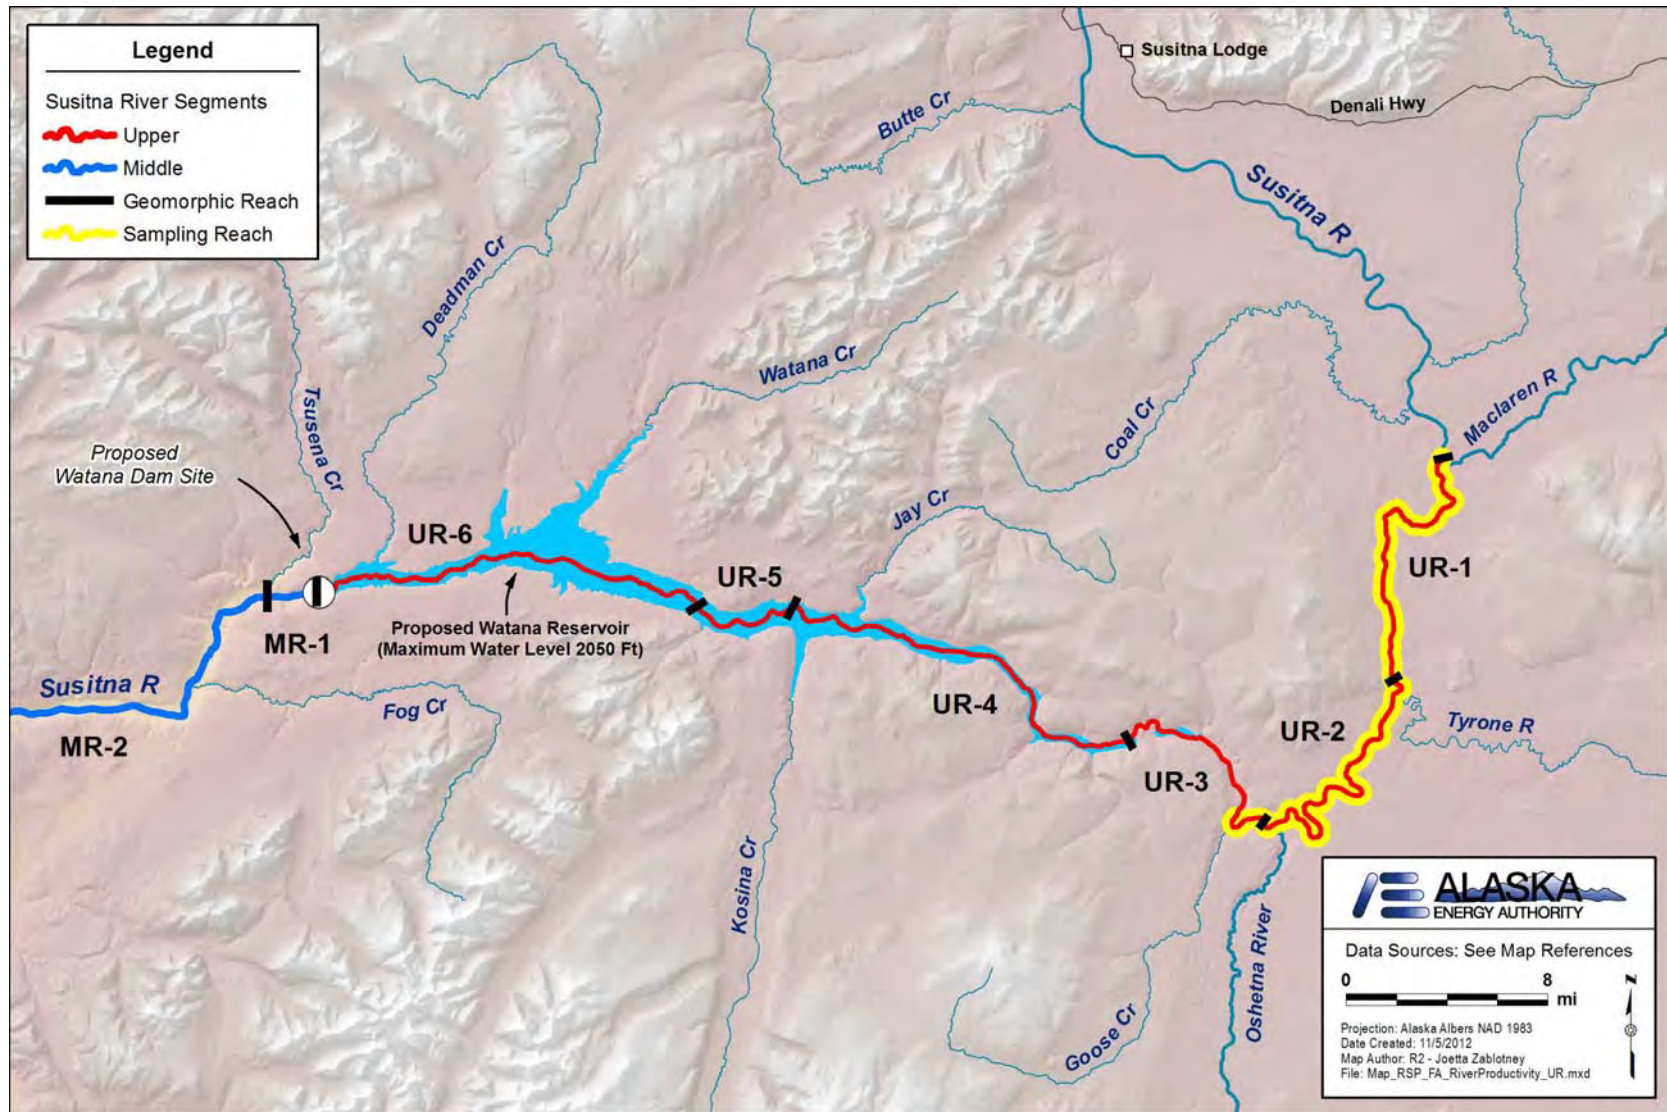 Legend
Susitna River Segments
Upper
Middle
Geomorphic Reach
Sampling Reach
Susitna Lodge
Denali Hwy
Butte Cr
Susitna R
Deadman Cr
Watana Cr
Tsusena Cr
Coal Cr
Maclaren R
Proposed
Watana Dam Site
Jay Cr
UR-6
UR-5
UR-1
MR-1
Proposed Watana Reservoir
(Maximum Water Level 2050 Ft)
Susitna R
Fog Cr
UR-4
UR-2
Tyrone R
MR-2
UR-3
Kosina Cr
Oshetna River
Goose Cr
ALASKA
ENERGY AUTHORITY
Data Sources: See Map References
0 8
mi
N
Projection: Alaska Albers NAD 1983
Date Created: 11/5/2012
Map Author: R2 - Joetta Zablotney
File: Map_RSP_FA_RiverProductivity_UR.mxd